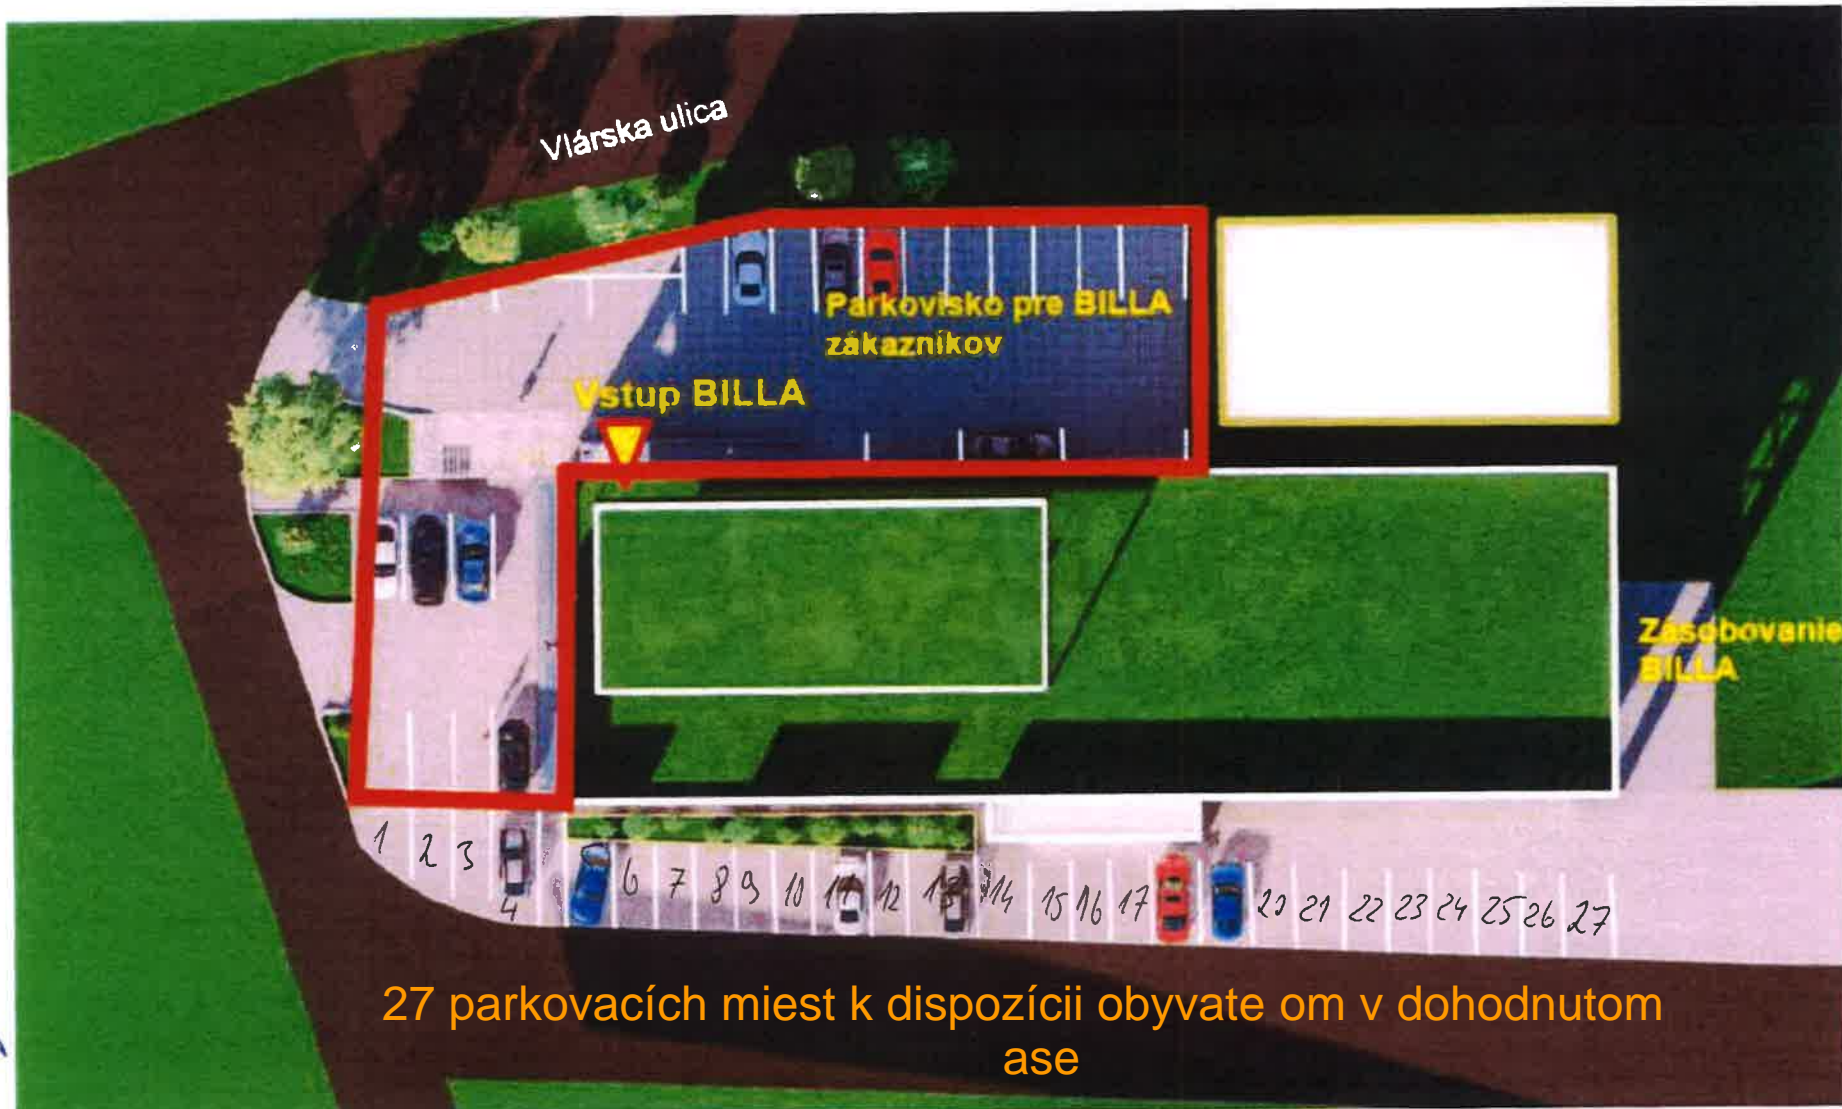 Vlárska ulica
Parkovisko pre BILLA
zákazníkov
Vstup BILLA
Zásobovanie
BILLA
1 2 3 4 6 7 8 9 10 11 12 13 14 15 16 17 20 21 22 23 24 25 26 27
27 parkovacích miest k dispozícii obyvate om v dohodnutom
ase